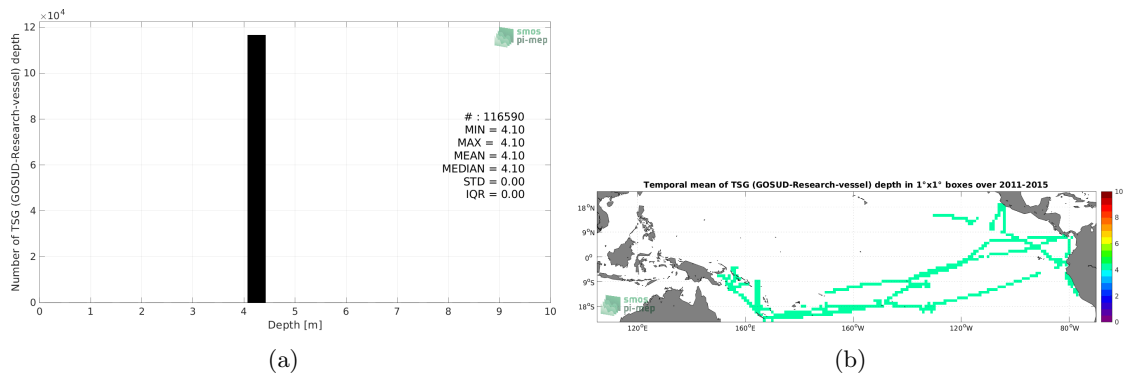 ×10⁴
12
10
8
6
4
2
0
Number of TSG (GOSUD-Research-vessel) depth
smos
pi-mep
# : 116590
MIN = 4.10
MAX = 4.10
MEAN = 4.10
MEDIAN = 4.10
STD = 0.00
IQR = 0.00
0 1 2 3 4 5 6 7 8 9 10
Depth [m]
(a)
Temporal mean of TSG (GOSUD-Research-vessel) depth in 1°x1° boxes over 2011-2015
18°N
9°N
0°
9°S
18°S
smos
pi-mep
120°E 160°E 160°W 120°W 80°W
10
8
6
4
2
0
(b)